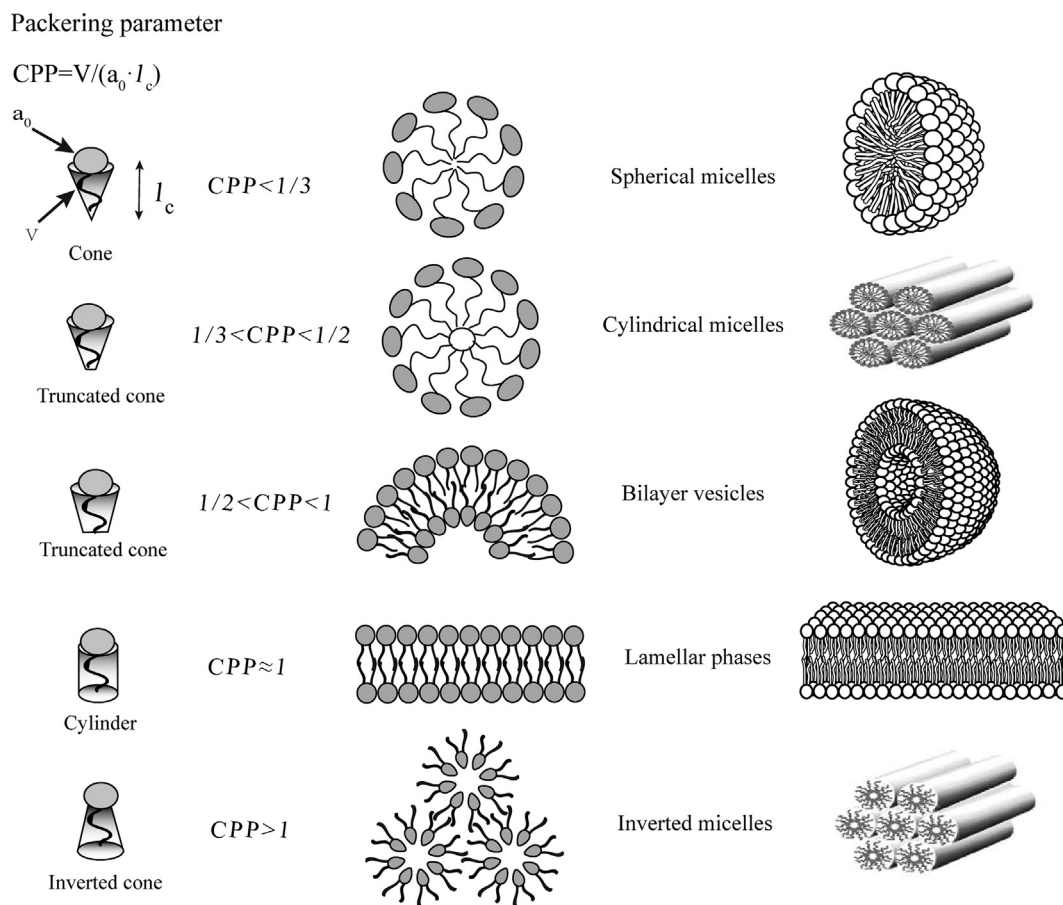 Packering parameter
CPP=V/(a₀·l_c)
a₀
l_c
V
Cone
CPP<1/3
Spherical micelles
Truncated cone
1/3<CPP<1/2
Cylindrical micelles
Truncated cone
1/2<CPP<1
Bilayer vesicles
Cylinder
CPP≈1
Lamellar phases
Inverted cone
CPP>1
Inverted micelles